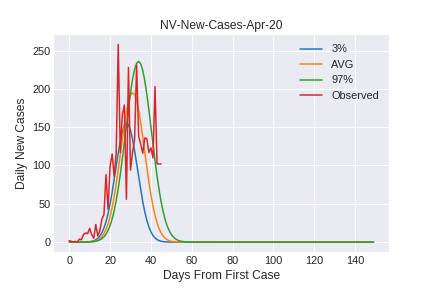 NV-New-Cases-Apr-20
250
200
150
100
50
0
Daily New Cases
3%
AVG
97%
Observed
0 20 40 60 80 100 120 140
Days From First Case